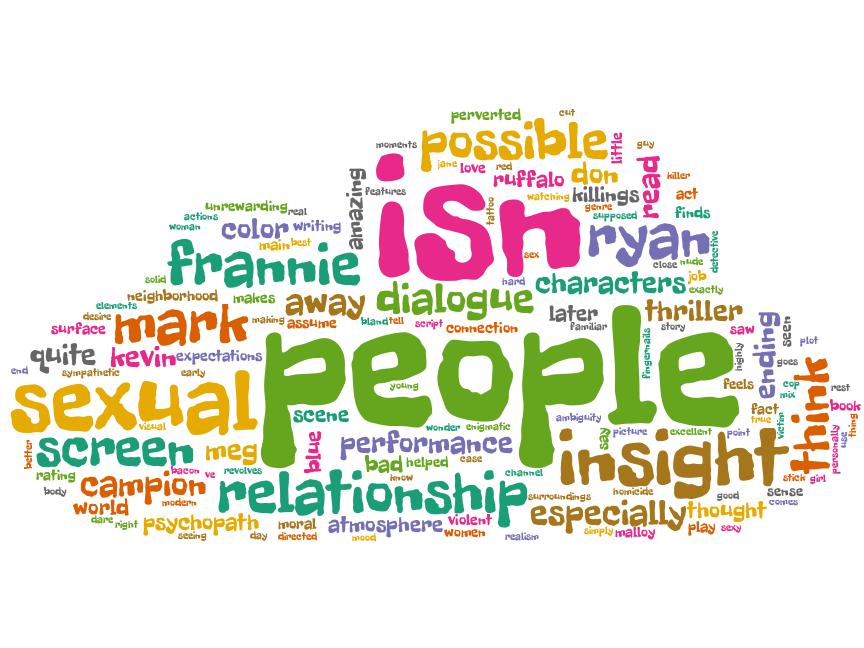 perverted
cut
possible
moments
little
guy
jane
love
red
ruffalo
don
read
killer
features
amazing
isn
tattoo
watching
killings
act
genre
supposed
finds
unrewarding
real
actions
woman
color
writing
main
best
ryan
detective
sex
close
nude
frannie
solid
hard
characters
job
exactly
neighborhood
makes
away
dialogue
elements
desire
surface
mark
making
assume
bland
tell
script
connection
later
familiar
thriller
story
saw
ending
seen
plot
quite
kevin
expectations
end
sympathetic
early
people
young
fingernails
highly
goes
feels
cop
mix
think
rest
sexual
visual
scene
fact
true
victim
book
thing
use
personally
better
screen
meg
blue
performance
wonder
enigmatic
ambiguity
say
picture
excellent
point
insight
rating
bacon
ve
revolves
bad
helped
case
know
channel
stick
girl
body
campion
relationship
surroundings
homicide
good
sense
world
modern
comes
especially
thought
dare
right
psychopath
moral
atmosphere
violent
seeing
day
directed
mood
women
realism
simply
malloy
play
sexy